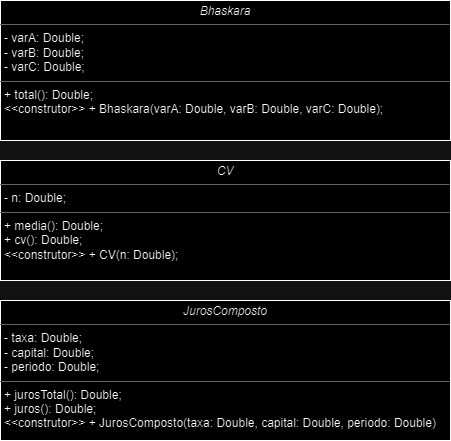 Bhaskara
- varA: Double;
- varB: Double;
- varC: Double;
+ total(): Double;
<<construtor>> + Bhaskara(varA: Double, varB: Double, varC: Double);
CV
- n: Double;
+ media(): Double;
+ cv(): Double;
<<construtor>> + CV(n: Double);
JurosComposto
- taxa: Double;
- capital: Double;
- periodo: Double;
+ jurosTotal(): Double;
+ juros(): Double;
<<construtor>> + JurosComposto(taxa: Double, capital: Double, periodo: Double)